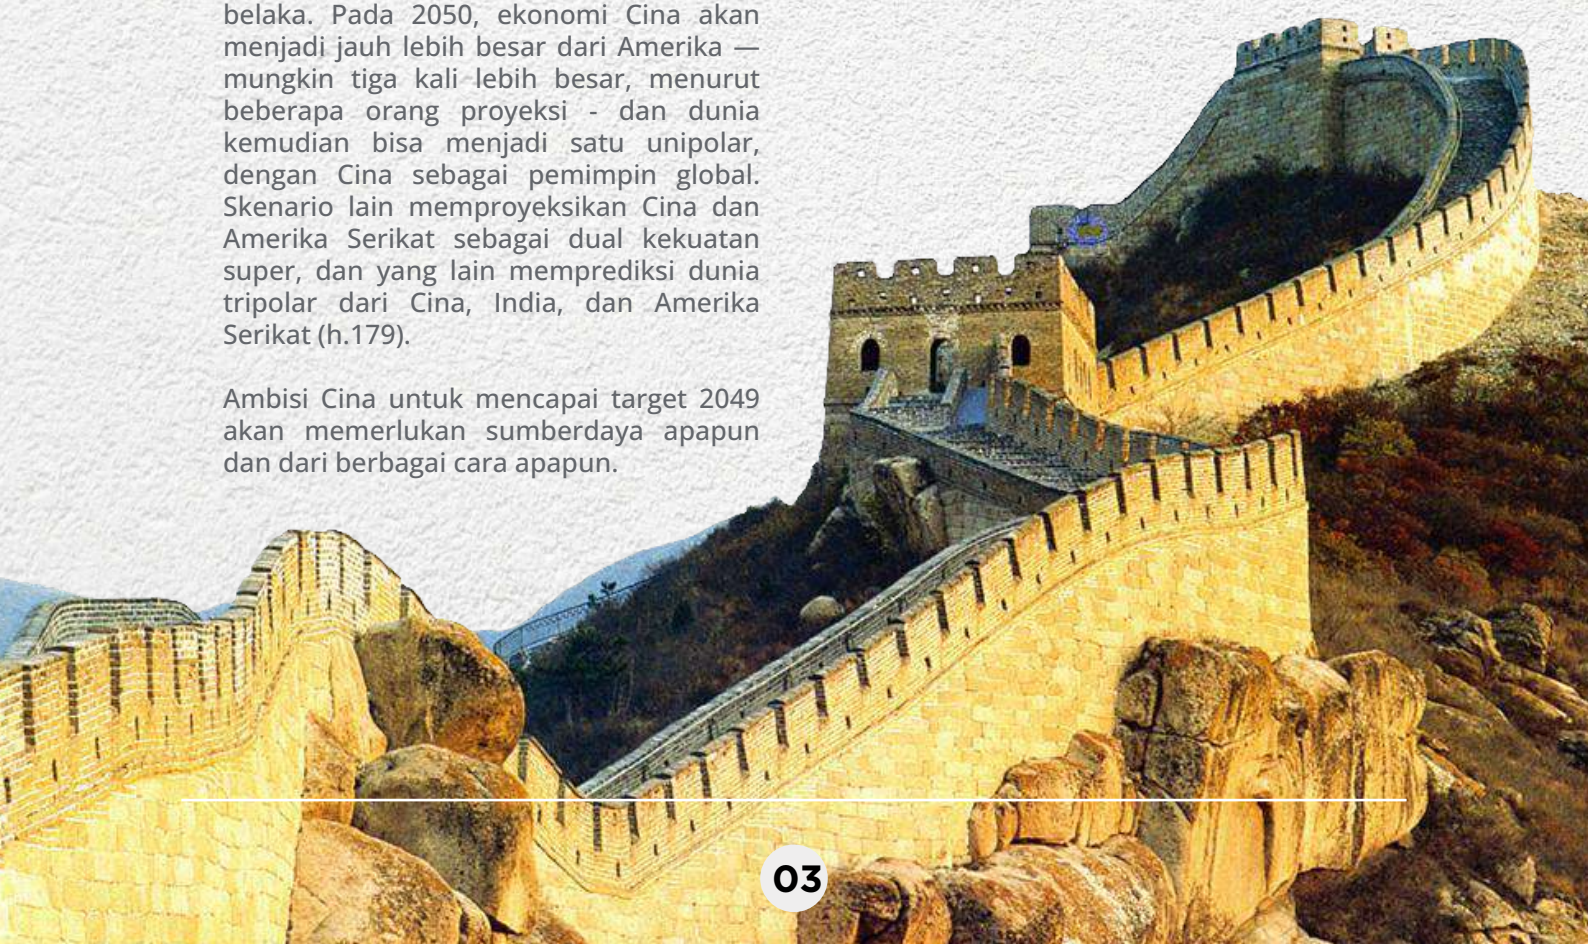 belaka. Pada 2050, ekonomi Cina akan
menjadi jauh lebih besar dari Amerika —
mungkin tiga kali lebih besar, menurut
beberapa orang proyeksi - dan dunia
kemudian bisa menjadi satu unipolar,
dengan Cina sebagai pemimpin global.
Skenario lain memproyeksikan Cina dan
Amerika Serikat sebagai dual kekuatan
super, dan yang lain memprediksi dunia
tripolar dari Cina, India, dan Amerika
Serikat (h.179).
Ambisi Cina untuk mencapai target 2049
akan memerlukan sumberdaya apapun
dan dari berbagai cara apapun.
03